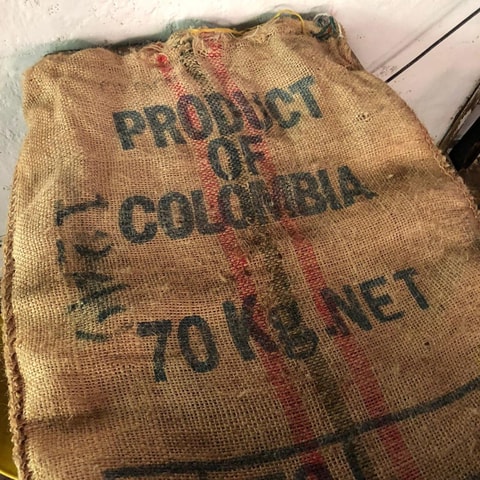 PRODUCT
OF
COLOMBIA
70 Kg.NET